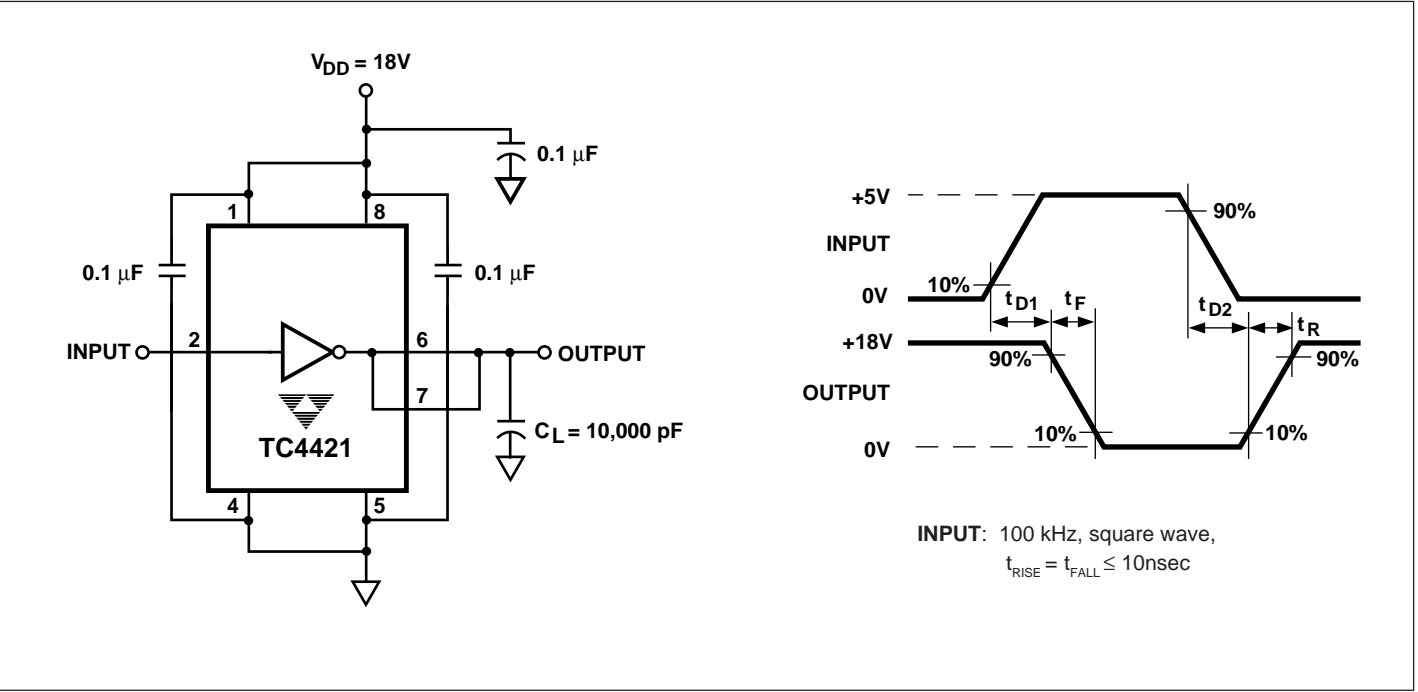 VDD = 18V
0.1 µF
1
8
0.1 µF
0.1 µF
INPUT
2
6
OUTPUT
7
TC4421
CL = 10,000 pF
4
5
+5V
90%
INPUT
10%
0V
tD1
tF
tD2
tR
+18V
90%
90%
OUTPUT
10%
10%
0V
INPUT: 100 kHz, square wave,
tRISE = tFALL ≤ 10nsec